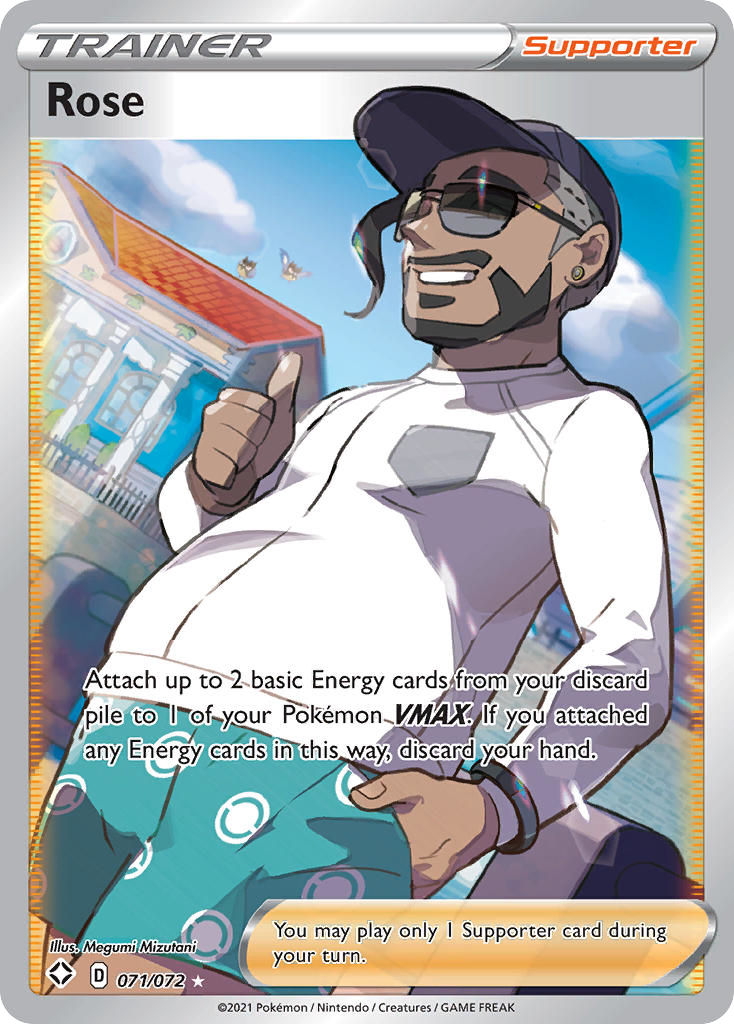 TRAINER
Supporter
Rose
Attach up to 2 basic Energy cards from your discard
pile to 1 of your Pokémon VMAX. If you attached
any Energy cards in this way, discard your hand.
You may play only 1 Supporter card during
your turn.
Illus. Megumi Mizutani
D 071/072 ★
©2021 Pokémon / Nintendo / Creatures / GAME FREAK